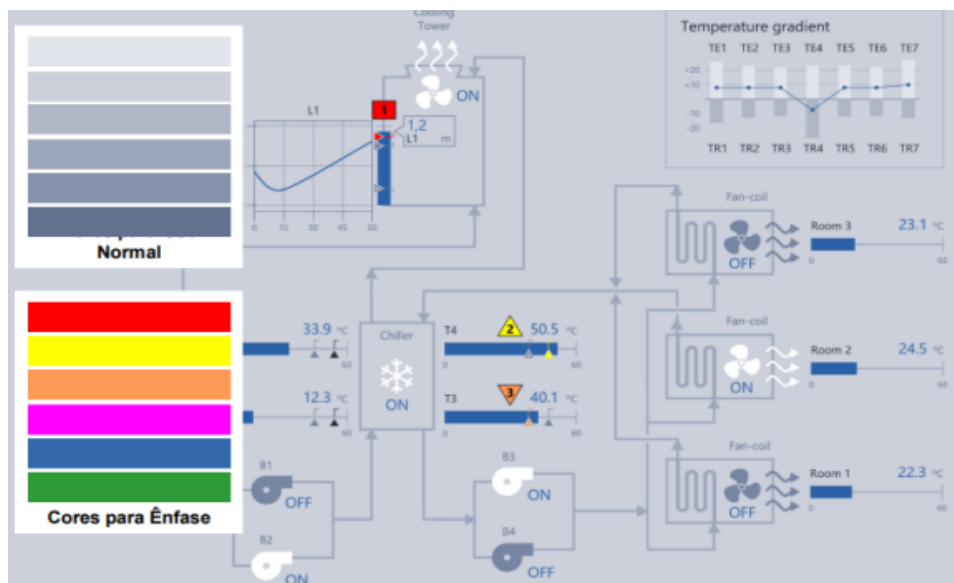 Normal
Cores para Ênfase
Cooling
Tower
ON
L1
1
1,2
L1 m
0 15 30 45 60
Temperature gradient
TE1 TE2 TE3 TE4 TE5 TE6 TE7
+20
+10
-10
-20
TR1 TR2 TR3 TR4 TR5 TR6 TR7
Fan-coil
OFF
Room 3 23.1 °C
0 60
Fan-coil
ON
Room 2 24.5 °C
0 60
Fan-coil
OFF
Room 1 22.3 °C
0 60
33.9 °C
60
12.3 °C
60
Chiller
ON
T4 2 50.5 °C
0 60
T3 3 40.1 °C
0 60
B1
OFF
B2
ON
B3
ON
B4
OFF